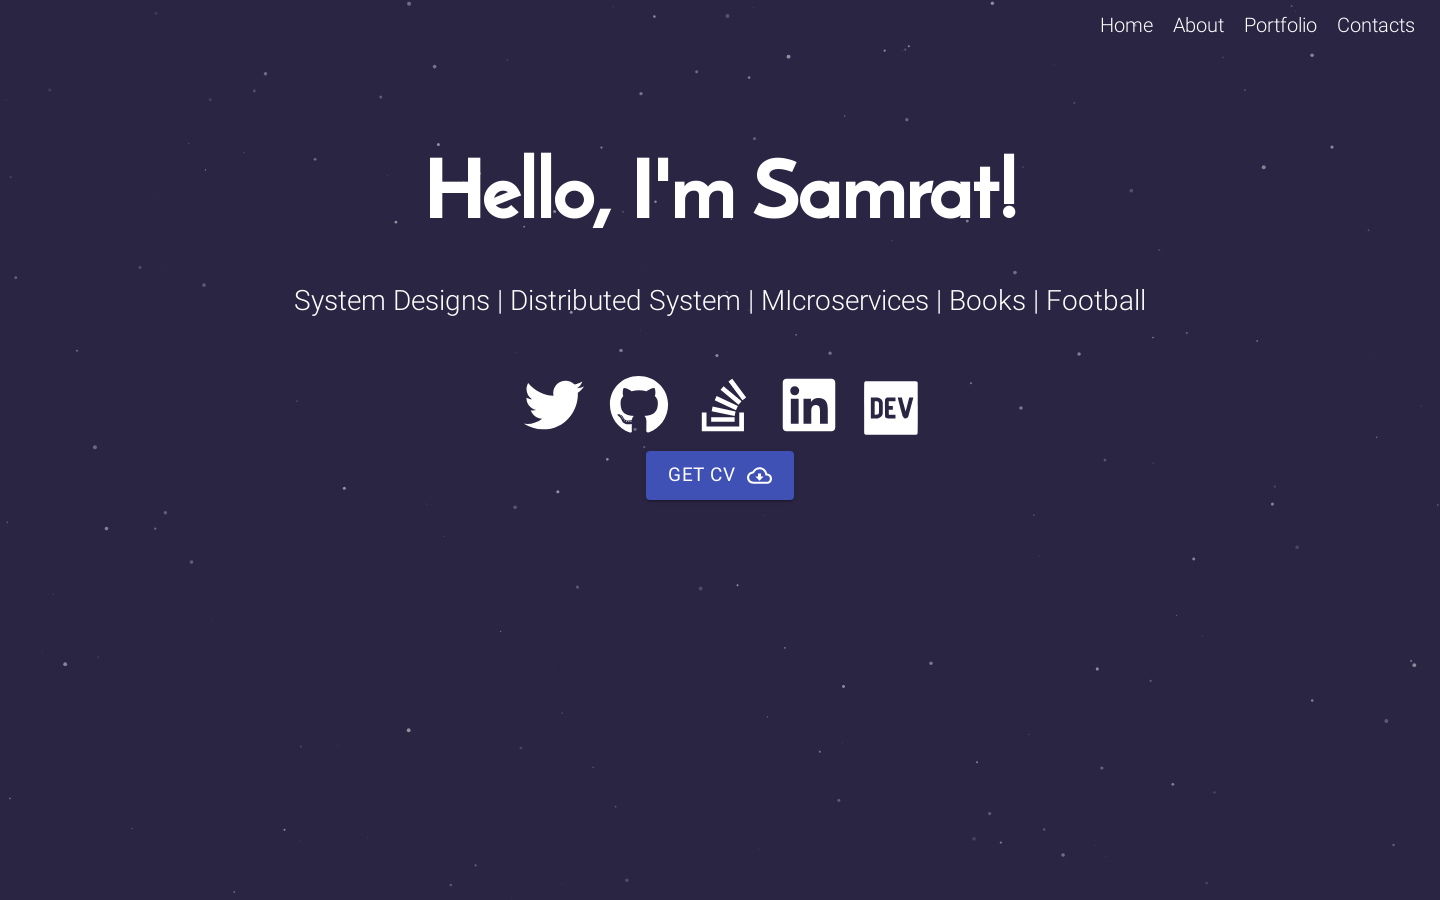 Home About Portfolio Contacts
Hello, I'm Samrat!
System Designs | Distributed System | MIcroservices | Books | Football
in DEV
GET CV